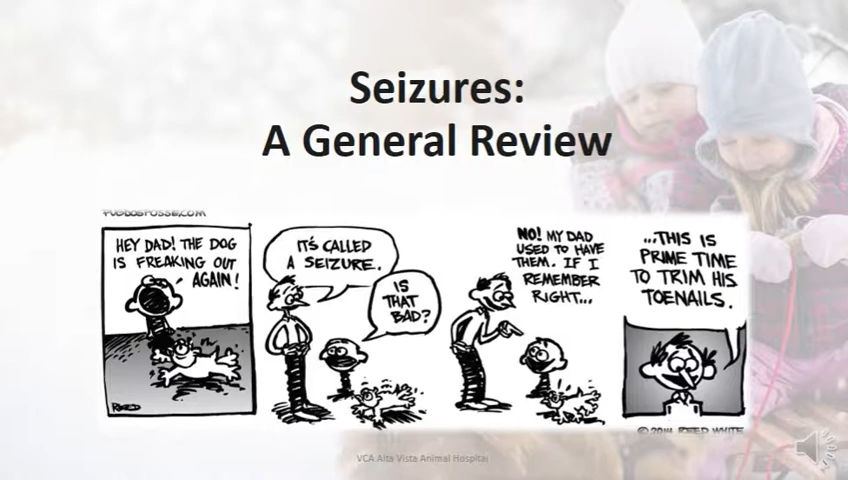 Seizures:
A General Review
HEY DAD! THE DOG
IS FREAKING OUT
AGAIN!
REED
IT'S CALLED
A SEIZURE.
IS
THAT
BAD?
NO! MY DAD
USED TO HAVE
THEM. IF I
REMEMBER
RIGHT...
...THIS IS
PRIME TIME
TO TRIM HIS
TOENAILS.
© 2014 REED WHITE
VCA Alta Vista Animal Hospital